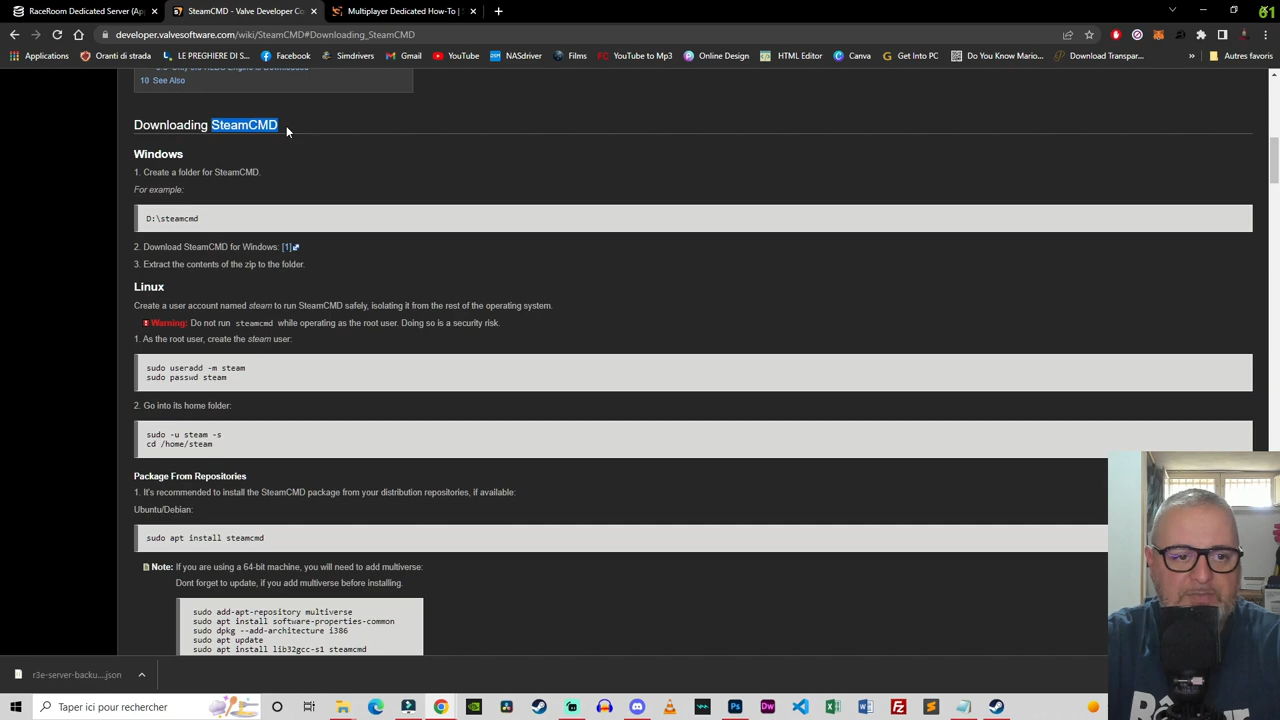 RaceRoom Dedicated Server (Ap
SteamCMD - Valve Developer Co
Multiplayer Dedicated How-To |
61
developer.valvesoftware.com/wiki/SteamCMD#Downloading_SteamCMD
Applications
Oranti di strada
LE PREGHIERE DI S
Facebook
Simdrivers
Gmail
YouTube
NASdriver
Films
YouTube to Mp3
Online Design
HTML Editor
Canva
Get Into PC
Do You Know Mario...
Download Transpar...
»
Autres favoris
10 See Also
Downloading SteamCMD
Windows
1. Create a folder for SteamCMD.
For example:
D:\steamcmd
2. Download SteamCMD for Windows: [1]
3. Extract the contents of the zip to the folder.
Linux
Create a user account named steam to run SteamCMD safely, isolating it from the rest of the operating system.
Warning: Do not run steamcmd while operating as the root user. Doing so is a security risk.
1. As the root user, create the steam user:
sudo useradd -m steam
sudo passwd steam
2. Go into its home folder:
sudo -u steam -s
cd /home/steam
Package From Repositories
1. It's recommended to install the SteamCMD package from your distribution repositories, if available:
Ubuntu/Debian:
sudo apt install steamcmd
Note: If you are using a 64-bit machine, you will need to add multiverse:
Dont forget to update, if you add multiverse before installing.
sudo add-apt-repository multiverse
sudo apt install software-properties-common
sudo dpkg --add-architecture i386
sudo apt update
sudo apt install lib32gcc-s1 steamcmd
r3e-server-backu....json
Taper ici pour rechercher